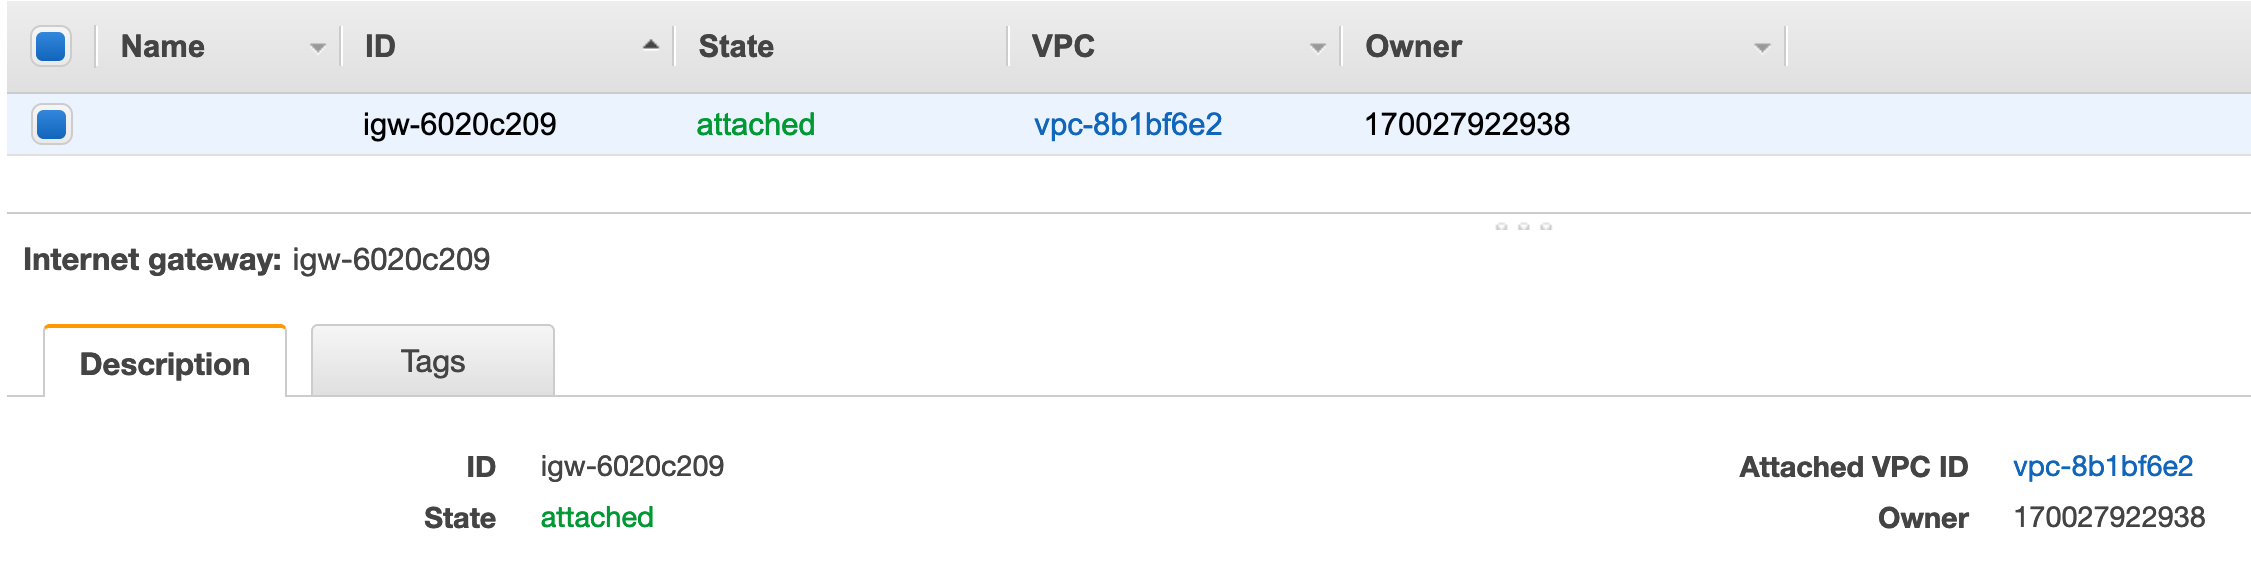 Name ID State VPC Owner
igw-6020c209 attached vpc-8b1bf6e2 170027922938
Internet gateway: igw-6020c209
Description Tags
ID igw-6020c209 Attached VPC ID vpc-8b1bf6e2
State attached Owner 170027922938